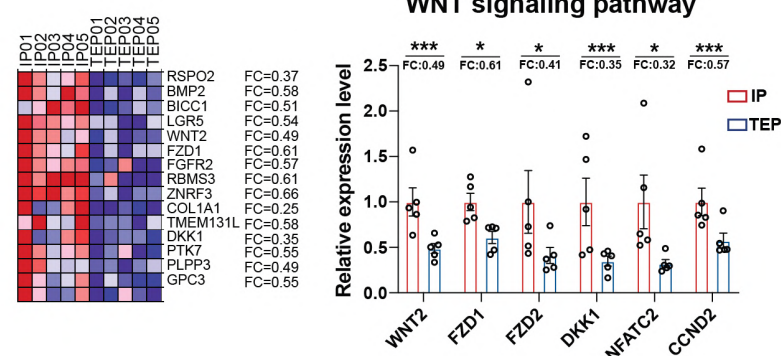 WNT signaling pathway
IP01 IP02 IP03 IP04 IP05 TEP01 TEP02 TEP03 TEP04 TEP05
RSPO2 FC=0.37
BMP2 FC=0.58
BICC1 FC=0.51
LGR5 FC=0.54
WNT2 FC=0.49
FZD1 FC=0.61
FGFR2 FC=0.57
RBMS3 FC=0.61
ZNRF3 FC=0.66
COL1A1 FC=0.25
TMEM131L FC=0.58
DKK1 FC=0.35
PTK7 FC=0.55
PLPP3 FC=0.49
GPC3 FC=0.55
Relative expression level
2.5
2.0
1.5
1.0
0.5
0.0
*** * * *** * ***
FC:0.49 FC:0.61 FC:0.41 FC:0.35 FC:0.32 FC:0.57
IP
TEP
WNT2 FZD1 FZD2 DKK1 NFATC2 CCND2